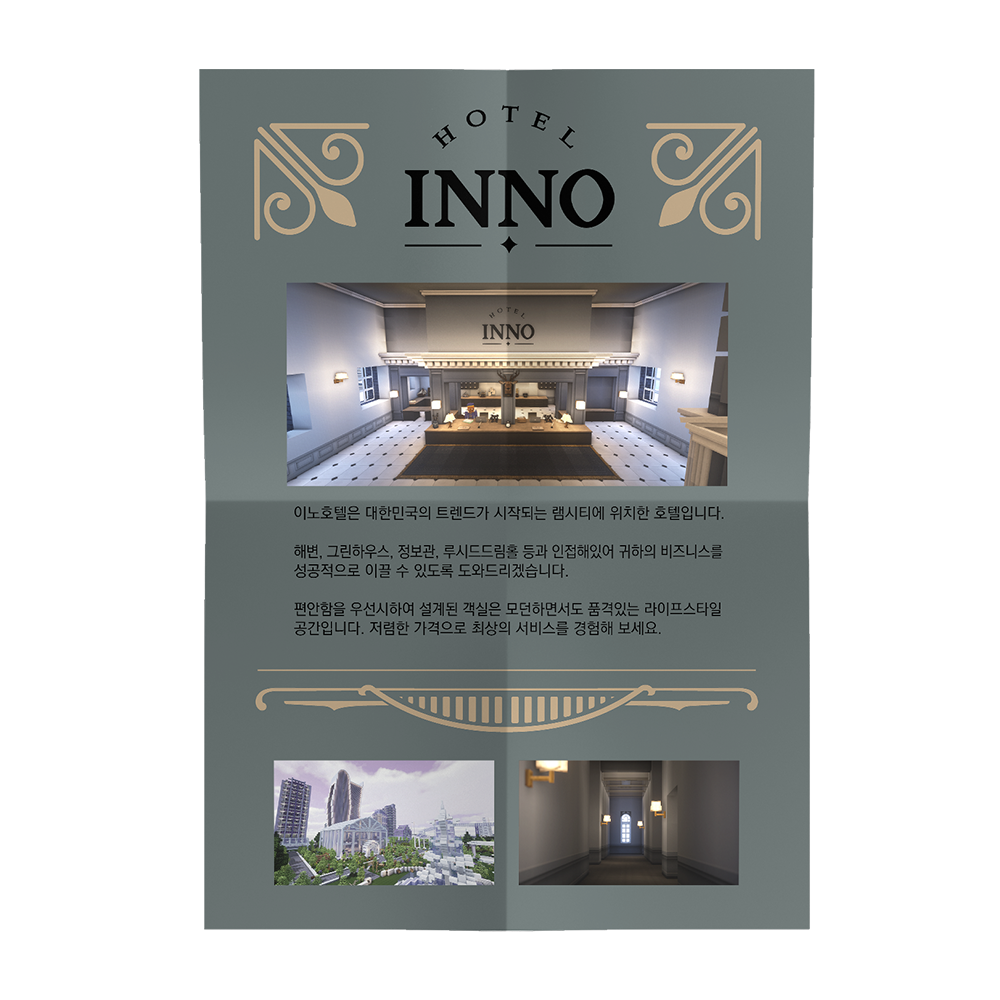 HOTEL
INNO
HOTEL
INNO
이노호텔은 대한민국의 트렌드가 시작되는 램시티에 위치한 호텔입니다.
해변, 그린하우스, 정보관, 루시드드림홀 등과 인접해있어 귀하의 비즈니스를
성공적으로 이끌 수 있도록 도와드리겠습니다.
편안함을 우선시하여 설계된 객실은 모던하면서도 품격있는 라이프스타일
공간입니다. 저렴한 가격으로 최상의 서비스를 경험해 보세요.